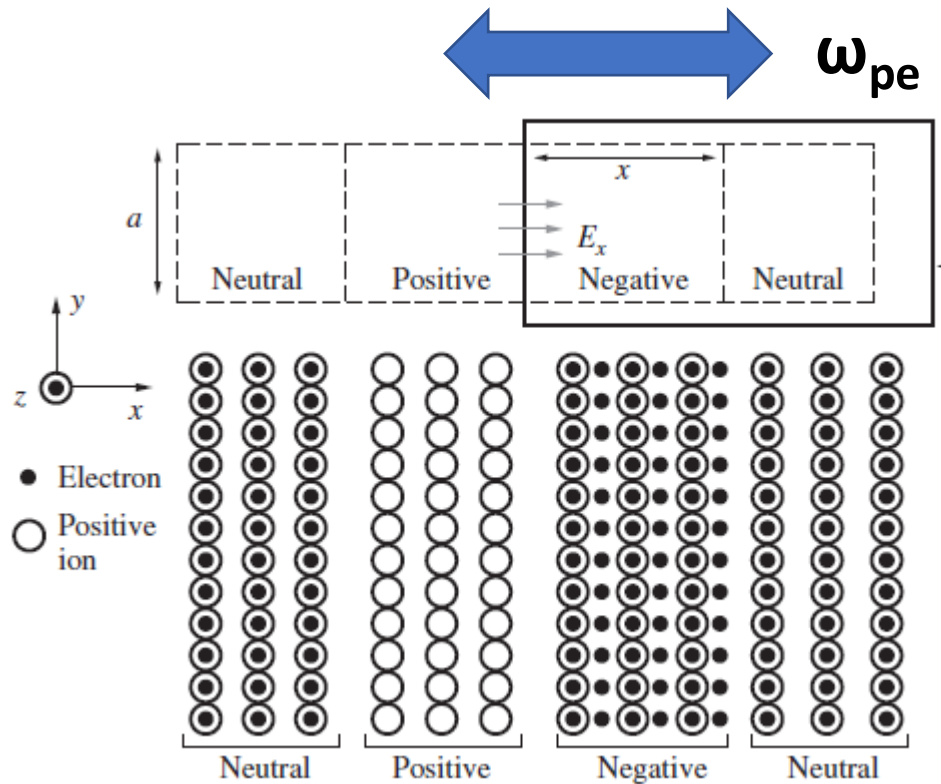 ωpe
x
a
Ex
Neutral Positive Negative Neutral
y
z
x
Electron
Positive
ion
Neutral Positive Negative Neutral